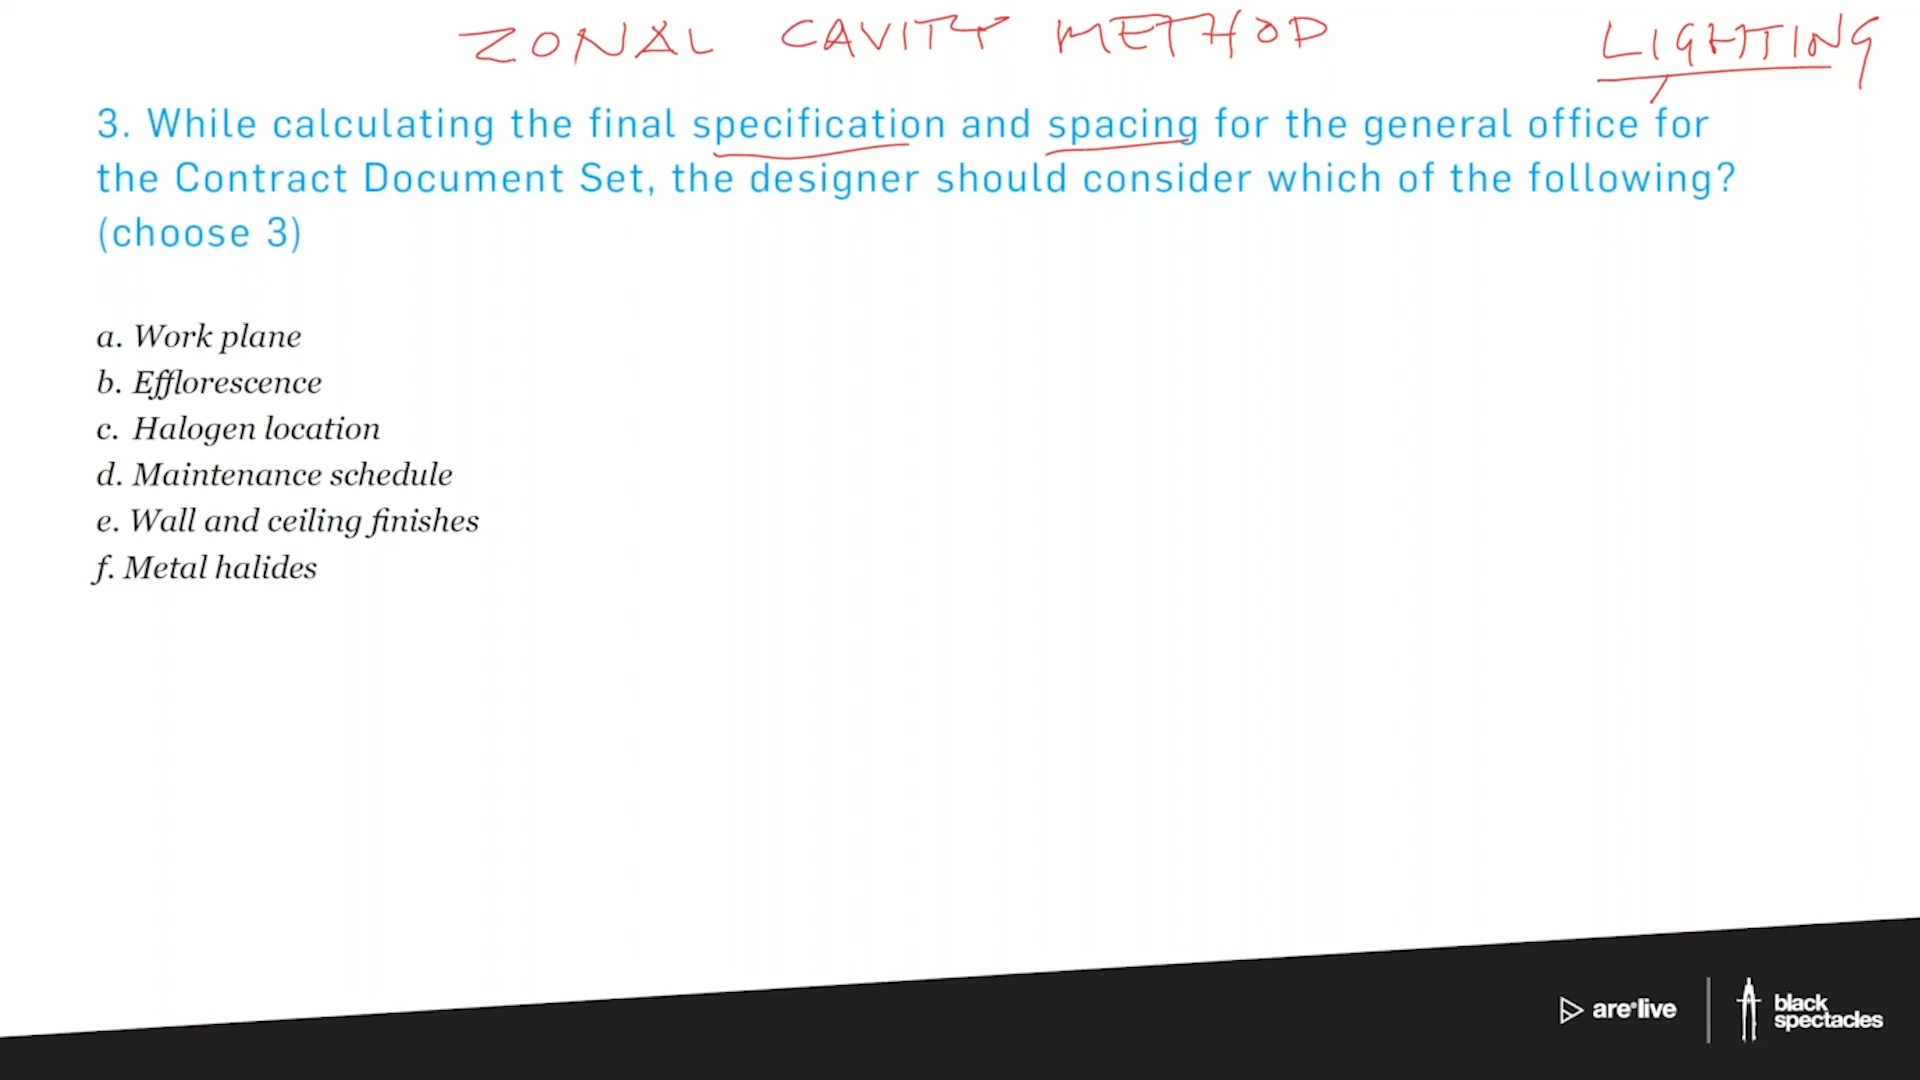 ZONAL CAVITY METHOD LIGHTING
3. While calculating the final specification and spacing for the general office for
the Contract Document Set, the designer should consider which of the following?
(choose 3)
a. Work plane
b. Efflorescence
c. Halogen location
d. Maintenance schedule
e. Wall and ceiling finishes
f. Metal halides
are•live
black
spectacles